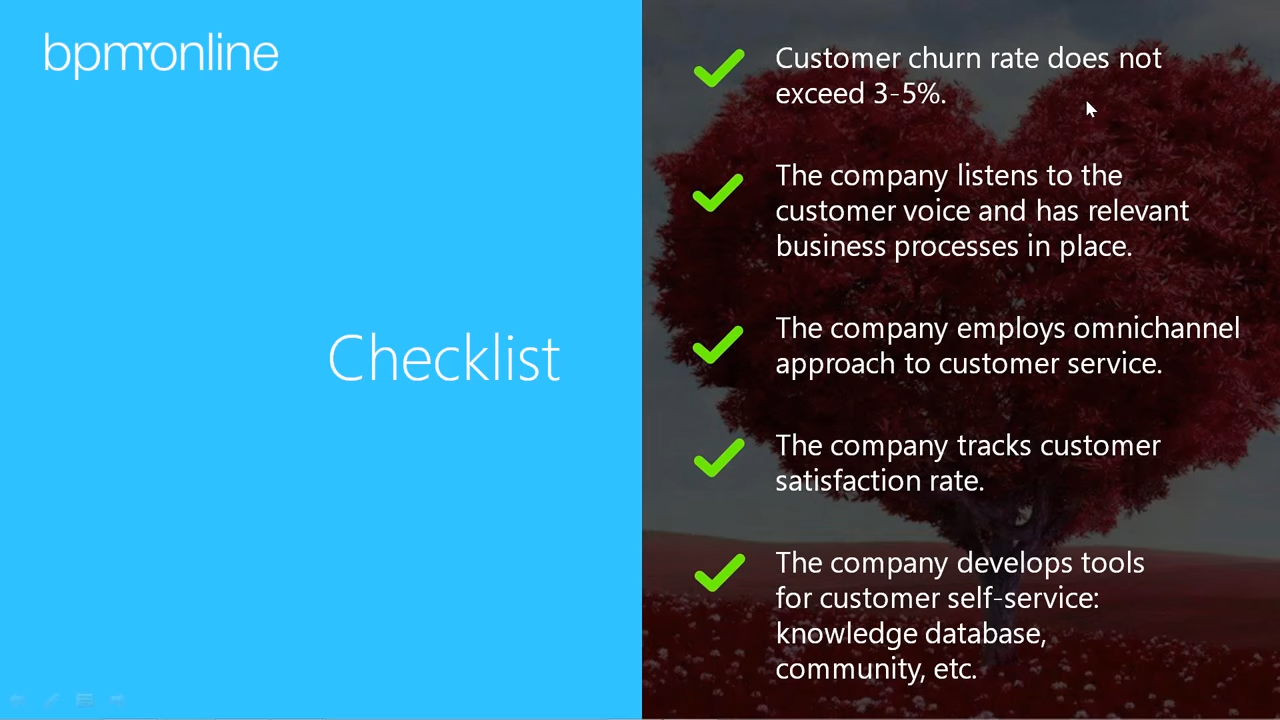 bpm'online
Checklist
Customer churn rate does not
exceed 3-5%.
The company listens to the
customer voice and has relevant
business processes in place.
The company employs omnichannel
approach to customer service.
The company tracks customer
satisfaction rate.
The company develops tools
for customer self-service:
knowledge database,
community, etc.